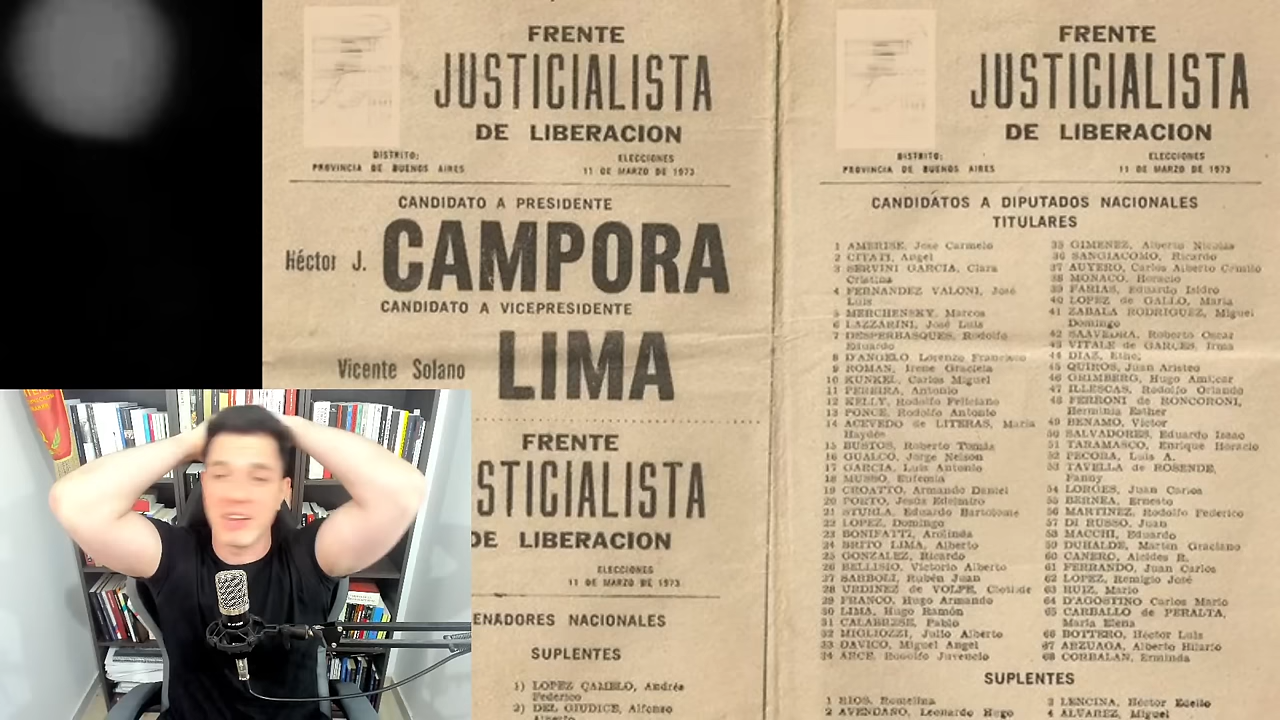 FRENTE
JUSTICIALISTA
DE LIBERACION
DISTRITO:
PROVINCIA DE BUENOS AIRES
ELECCIONES
11 DE MARZO DE 1973
CANDIDATO A PRESIDENTE
Héctor J. CAMPORA
CANDIDATO A VICEPRESIDENTE
Vicente Solano LIMA
FRENTE
STICIALISTA
DE LIBERACION
ELECCIONES
11 DE MARZO DE 1973
ENADORES NACIONALES
SUPLENTES
1) LOPEZ CAMELO, Andrés
Federico
2) DEL GIUDICE, Alfonso
Alberto
FRENTE
JUSTICIALISTA
DE LIBERACION
DISTRITO:
PROVINCIA DE BUENOS AIRES
ELECCIONES
11 DE MARZO DE 1973
CANDIDATOS A DIPUTADOS NACIONALES
TITULARES
1 AMERISE, José Carmelo
2 CITATI, Angel
3 SERVINI GARCIA, Clara
Cristina
4 FERNANDEZ VALONI, José
Luis
5 MERCHENSKY, Marcos
6 LAZZARINI, José Luis
7 DESPERBASQUES, Rodolfo
Eduardo
8 D'ANGELO Lorenzo Francisco
9 ROMAN, Irene Graciela
10 KUNKEL, Carlos Miguel
11 PEREIRA, Antonio
12 KELLY, Rodolfo Feliciano
13 PONCE, Rodolfo Antonio
14 ACEVEDO de LITERAS, María
Haydée
15 BUSTOS, Roberto Tomás
16 GUALCO, Jorge Nelson
17 GARCIA, Luis Antonio
18 MUSSO, Eufemia
19 CROATTO, Armando Daniel
20 PORTO, Jesús Edelmiro
21 STURLA, Eduardo Bartolomé
22 LOPEZ, Domingo
23 BONIFATTI, Arolinda
24 BRITO LIMA, Alberto
25 GONZALEZ, Ricardo
26 BELLISIO, Victorio Alberto
27 SARBOLI, Rubén Juan
28 URDINEZ de VOLPE, Clotilde
29 FRANCO, Hugo Armando
30 LIMA, Hugo Ramón
31 CALABRESE, Pablo
32 MIGLIOZZI, Julio Alberto
33 DAVICO, Miguel Angel
34 ARCE, Rodolfo Juvencio
35 GIMENEZ, Alberto Nicolás
36 SANGIACOMO, Ricardo
37 AUYERO, Carlos Alberto Camilo
38 MONACO, Horacio
39 FARIAS, Eduardo Isidro
40 LOPEZ de GALLO, María
41 ZABALA RODRIGUEZ, Miguel
Domingo
42 SAAVEDRA, Roberto Oscar
43 VITALE de GARCES, Irma
44 DIAZ,
45 QUIROS, Juan Aristeo
46 GRIMBERG, Hugo Amílcar
47 ILLESCAS, Rodolfo Orlando
48 FERRONI de RONCORONI,
Herminia Esther
49 BENAMO, Víctor
50 SALVADORES, Eduardo Isaac
51 TARAMASCO, Enrique Horacio
52 PECORA, Luis A.
53 TAVELLA de ROSENDE,
Fanny
54 LORGES, Juan Carlos
55 BERNEA, Ernesto
56 MARTINEZ, Rodolfo Federico
57 DI RUSSO, Juan
58 MACCHI, Eduardo
59 DUHALDE, Martín Graciano
60 CANERO, Alcides R.
61 FERRANDO, Juan Carlos
62 LOPEZ, Remigio José
63 RUIZ, Mario
64 D'AGOSTINO Carlos Mario
65 CARBALLO de PERALTA,
María Elena
66 BOTTERO, Héctor Luis
67 ARZUAGA, Alberto Hilario
68 CORBALAN, Erminda
SUPLENTES
1 RIOS, Romelina
2 AVENDAÑO, Leonardo Hugo
3 LENCINA, Héctor Ecelio
4 ALVAREZ, Miguel